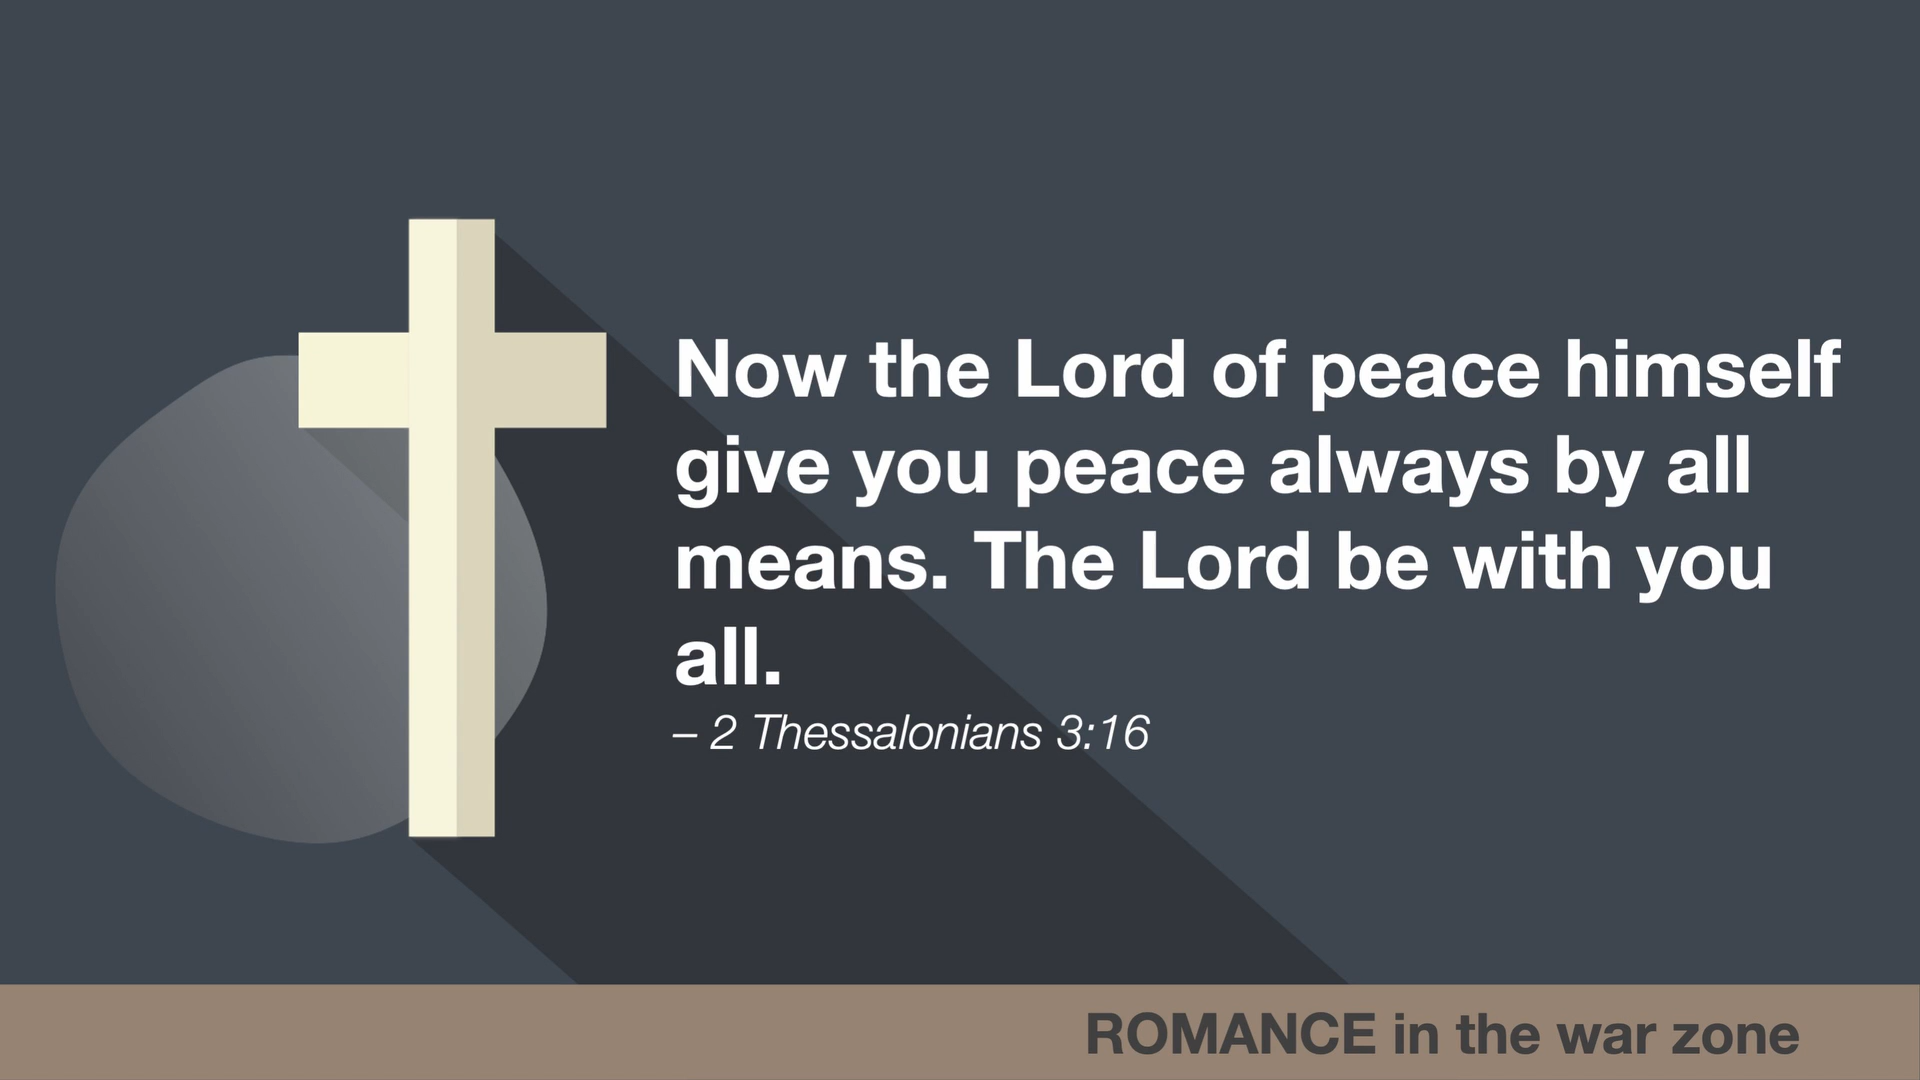 Now the Lord of peace himself
give you peace always by all
means. The Lord be with you
all.
– 2 Thessalonians 3:16
ROMANCE in the war zone